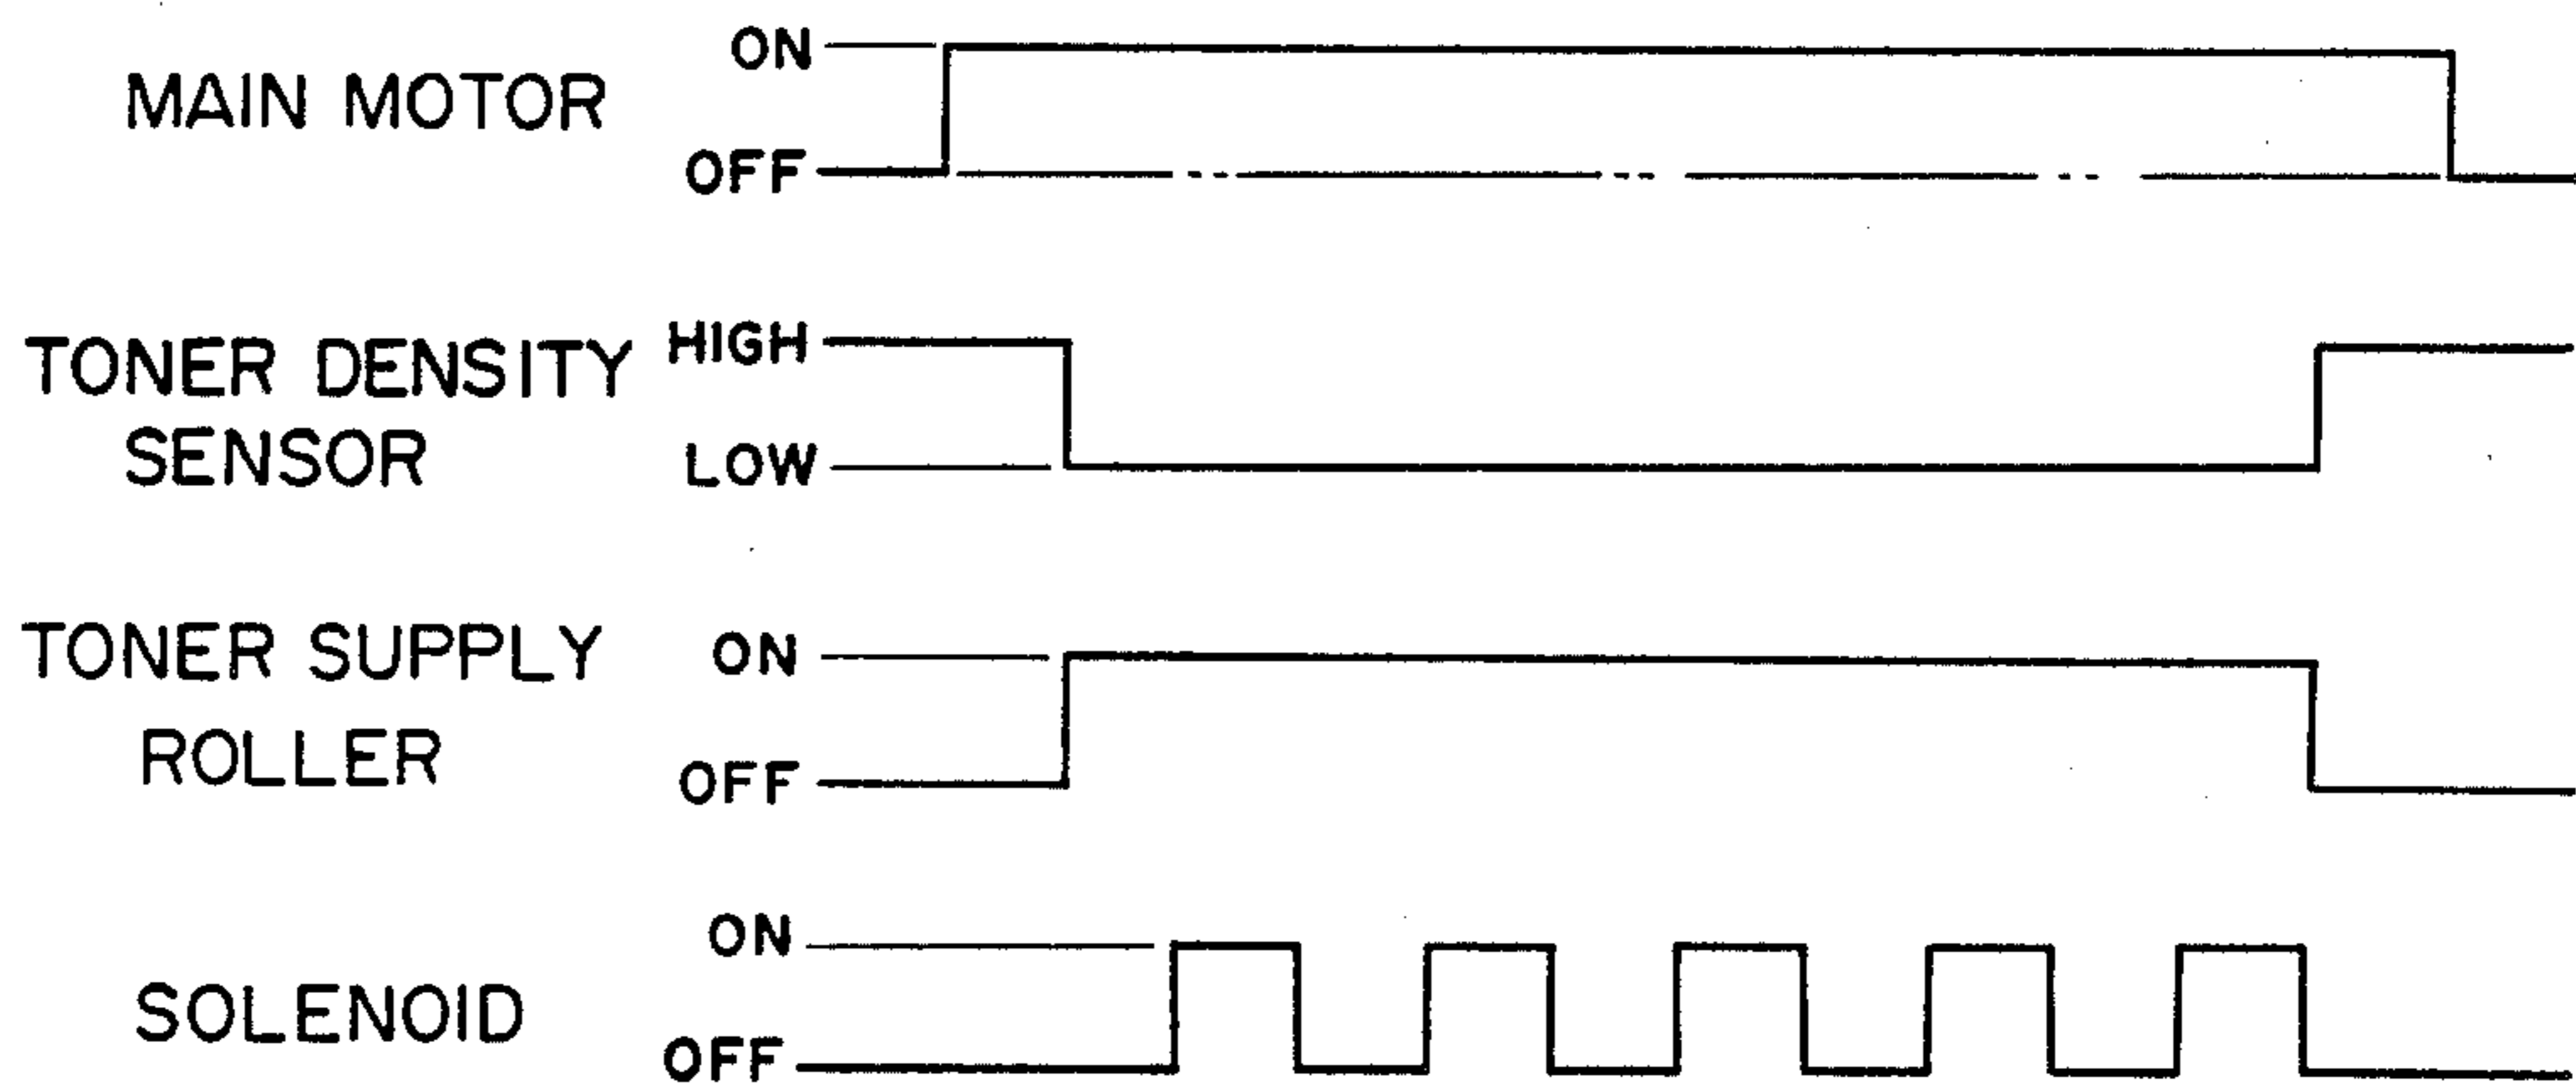 MAIN MOTOR
ON
OFF
TONER DENSITY
SENSOR
HIGH
LOW
TONER SUPPLY
ROLLER
ON
OFF
SOLENOID
ON
OFF